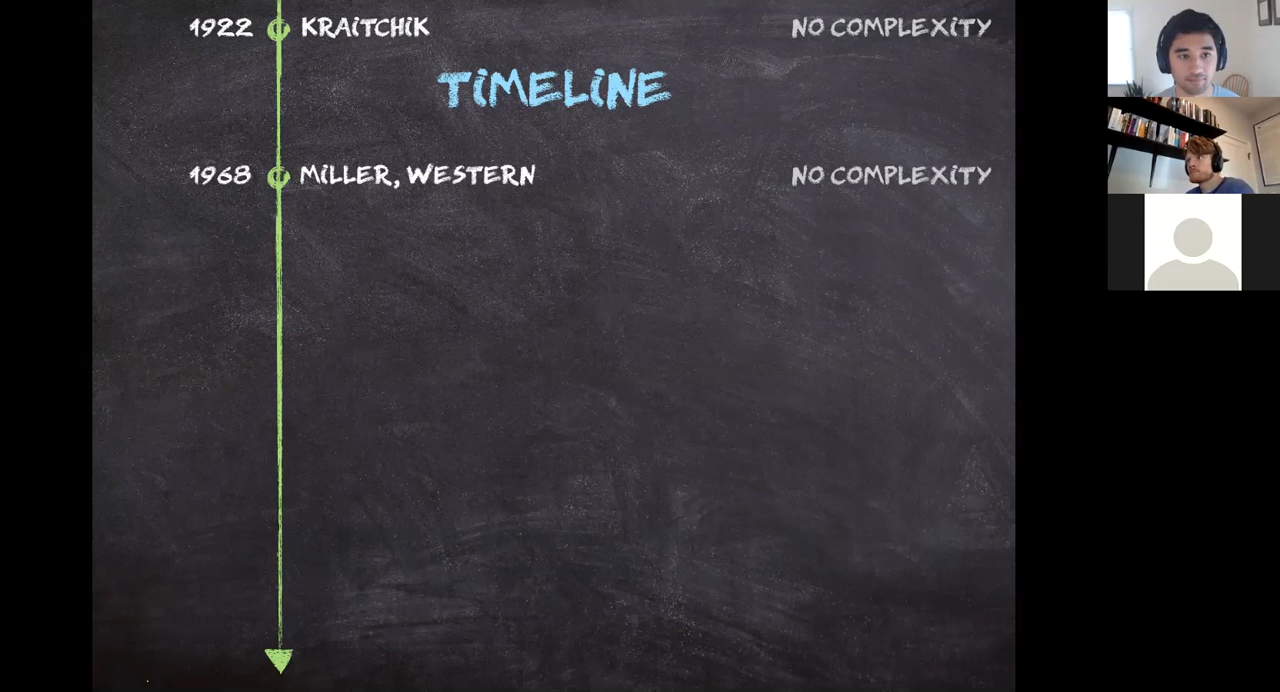 1922 KRAITCHIK NO COMPLEXITY
TIMELINE
1968 MILLER, WESTERN NO COMPLEXITY